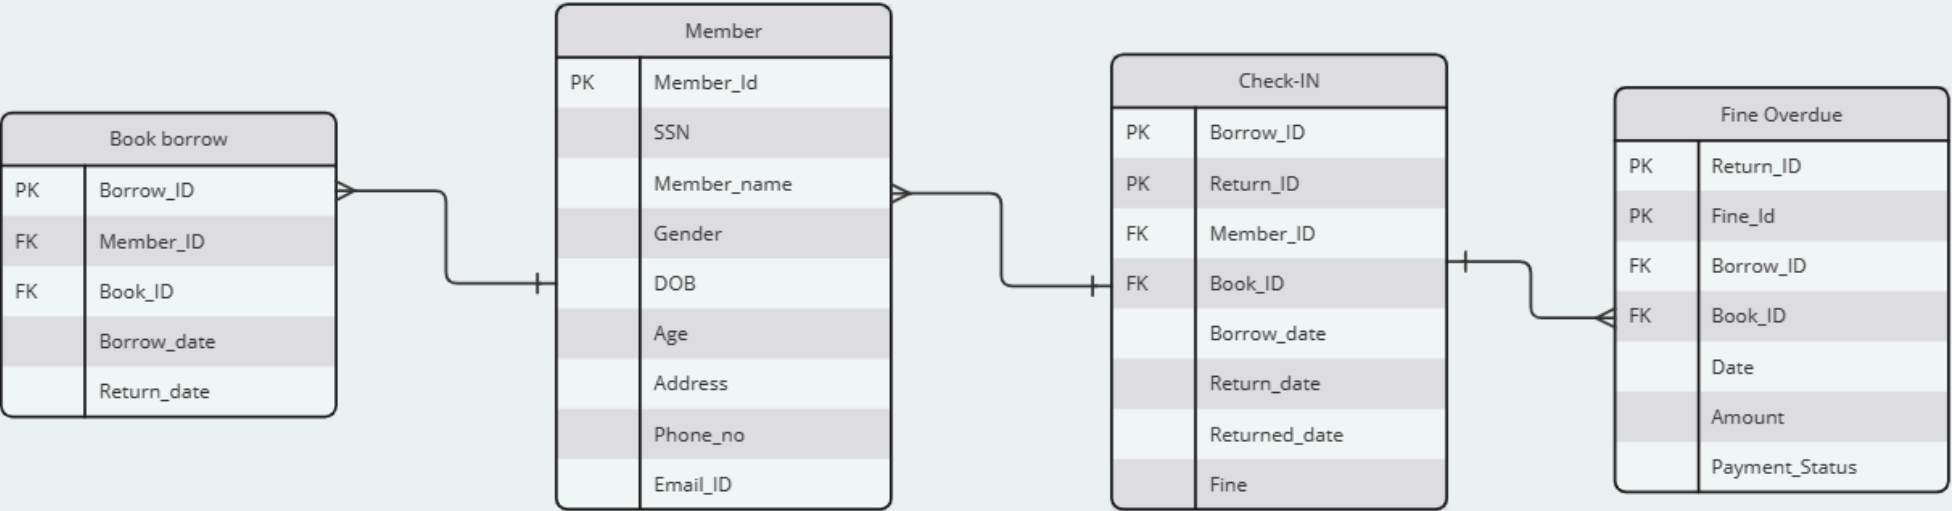 Book borrow
PK Borrow_ID
FK Member_ID
FK Book_ID
Borrow_date
Return_date
Member
PK Member_Id
SSN
Member_name
Gender
DOB
Age
Address
Phone_no
Email_ID
Check-IN
PK Borrow_ID
PK Return_ID
FK Member_ID
FK Book_ID
Borrow_date
Return_date
Returned_date
Fine
Fine Overdue
PK Return_ID
PK Fine_Id
FK Borrow_ID
FK Book_ID
Date
Amount
Payment_Status